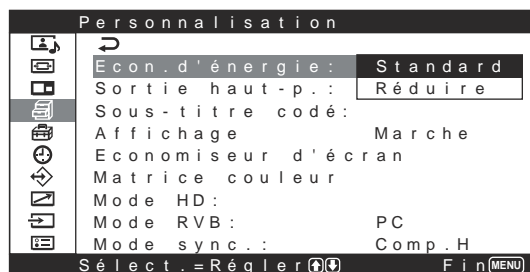 Personnalisation
Econ.d'énergie: Standard
Sortie haut-p.: Réduire
Sous-titre codé:
Affichage Marche
Economiseur d'écran
Matrice couleur
Mode HD:
Mode RVB: PC
Mode sync.: Comp.H
Sélect.=Régler Fin MENU